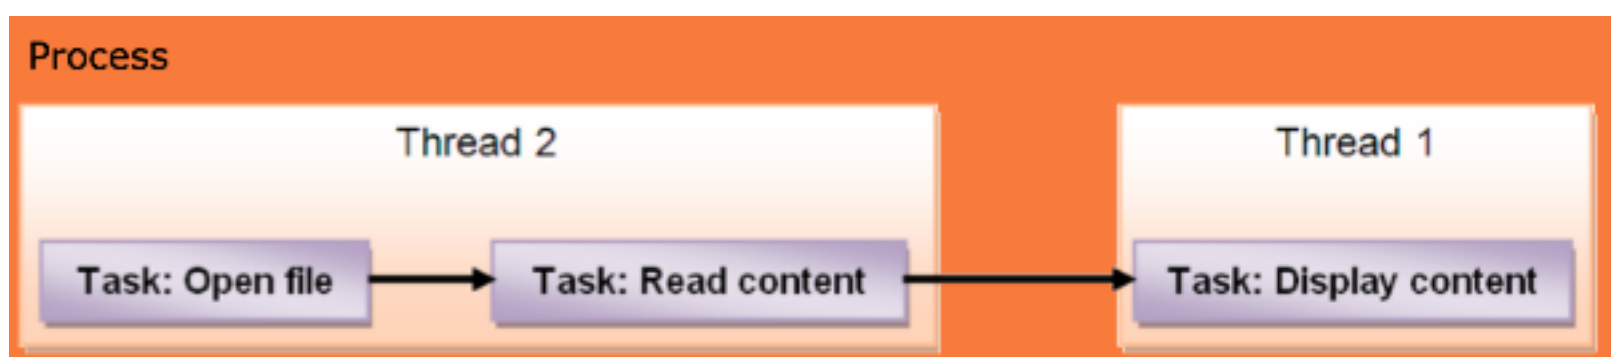 Process
Thread 2
Thread 1
Task: Open file
Task: Read content
Task: Display content